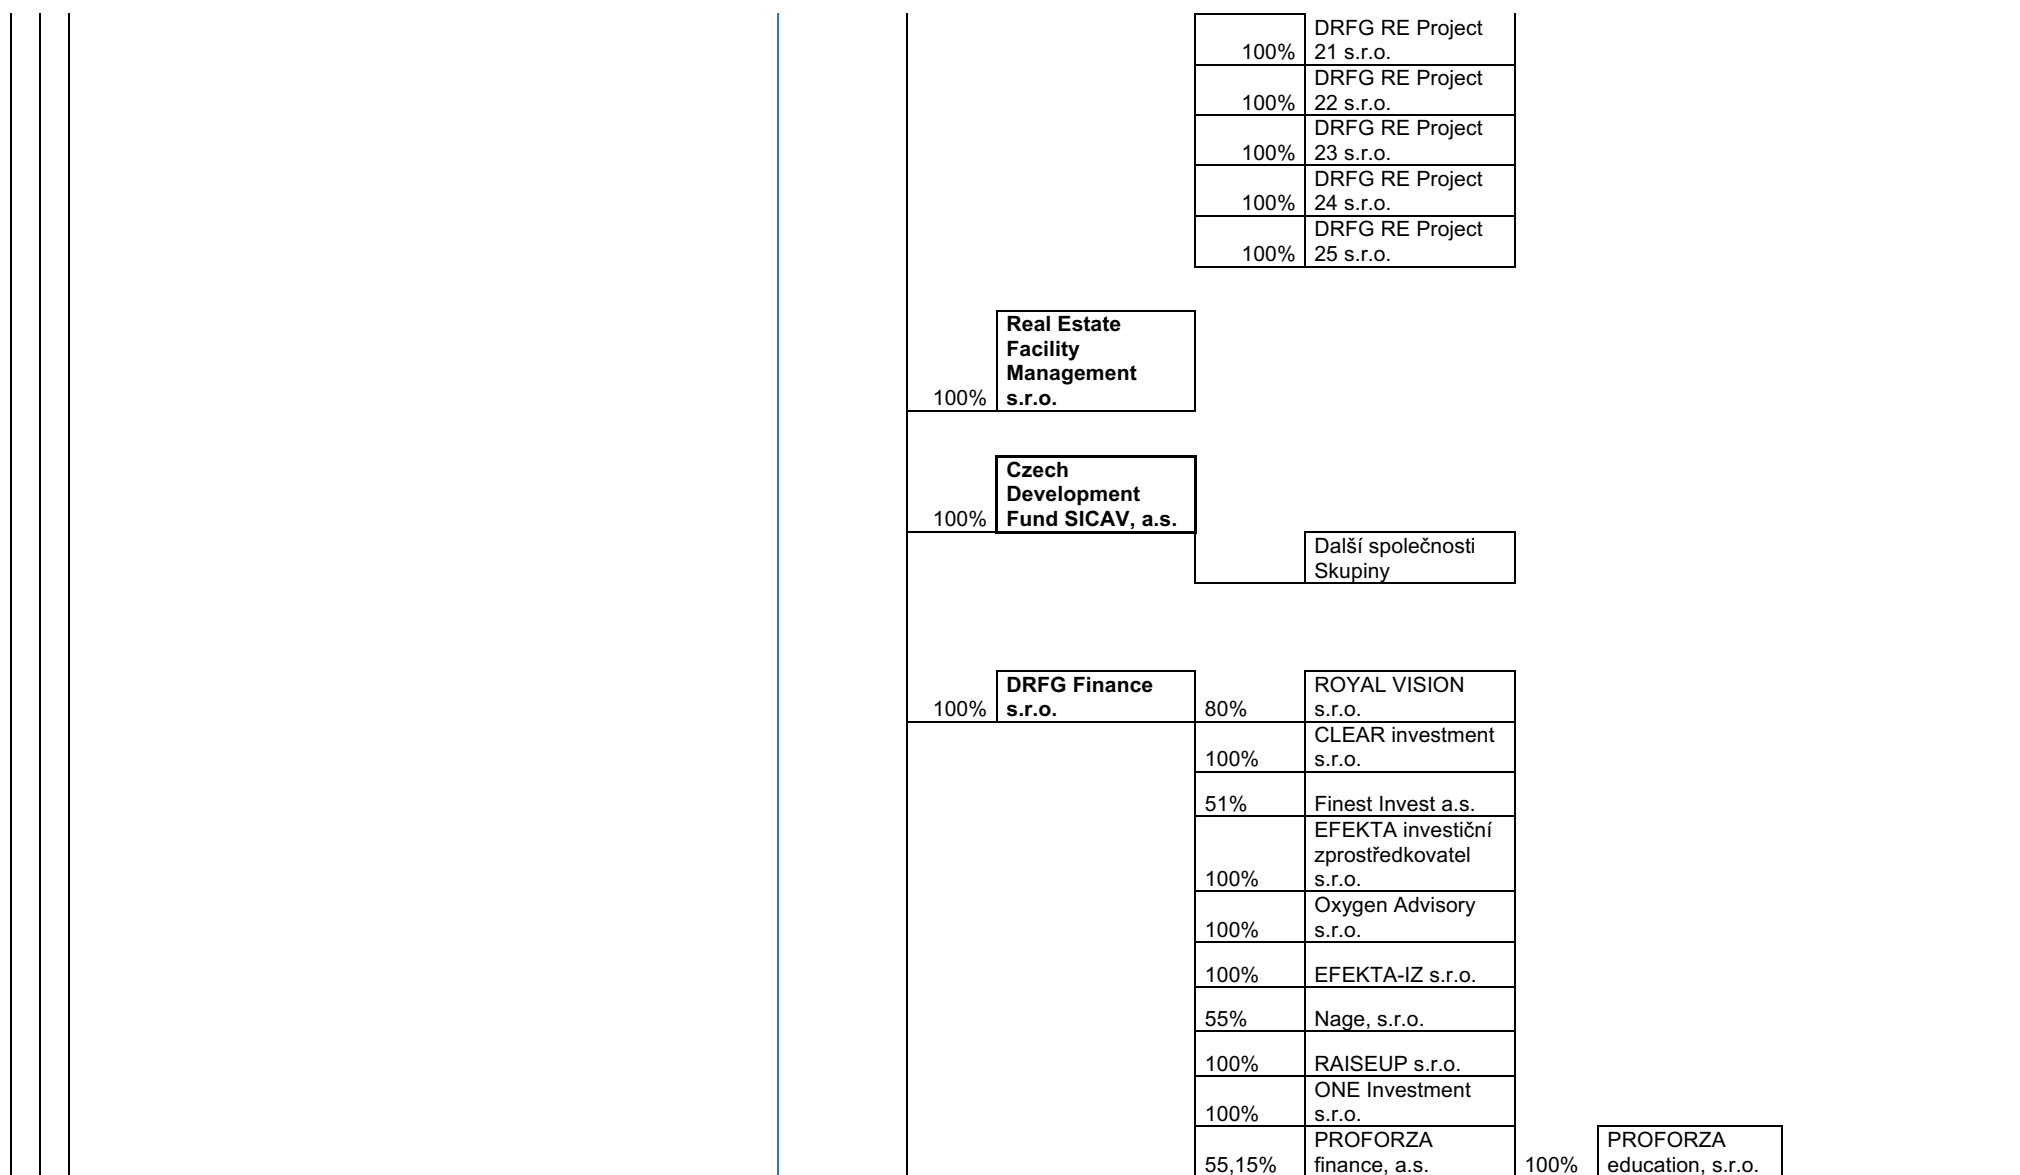 DRFG RE Project
100% 21 s.r.o.
DRFG RE Project
100% 22 s.r.o.
DRFG RE Project
100% 23 s.r.o.
DRFG RE Project
100% 24 s.r.o.
DRFG RE Project
100% 25 s.r.o.
Real Estate
Facility
Management
100% s.r.o.
Czech
Development
100% Fund SICAV, a.s.
Další společnosti
Skupiny
DRFG Finance ROYAL VISION
100% s.r.o. 80% s.r.o.
CLEAR investment
100% s.r.o.
51% Finest Invest a.s.
EFEKTA investiční
zprostředkovatel
100% s.r.o.
Oxygen Advisory
100% s.r.o.
100% EFEKTA-IZ s.r.o.
55% Nage, s.r.o.
100% RAISEUP s.r.o.
ONE Investment
100% s.r.o.
PROFORZA PROFORZA
55,15% finance, a.s. 100% education, s.r.o.